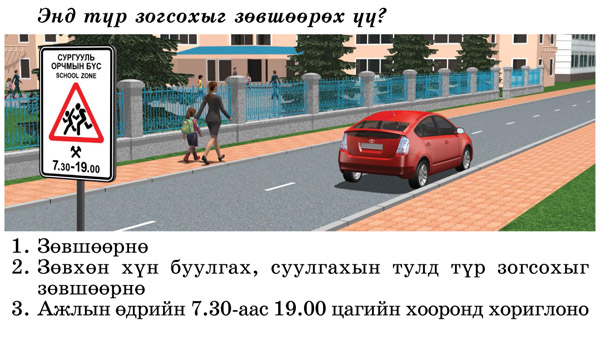 Энд түр зогсохыг зөвшөөрөх үү?
СУРГУУЛЬ
ОРЧМЫН БҮС
SCHOOL ZONE
7.30-19.00
1. Зөвшөөрнө
2. Зөвхөн хүн буулгах, суулгахын тулд түр зогсохыг
зөвшөөрнө
3. Ажлын өдрийн 7.30-аас 19.00 цагийн хооронд хориглоно